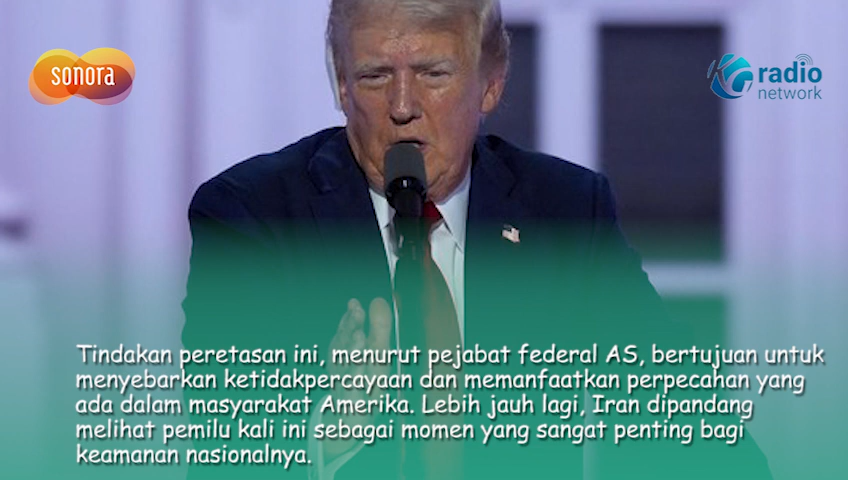 sonora
KG radio
network
Tindakan peretasan ini, menurut pejabat federal AS, bertujuan untuk
menyebarkan ketidakpercayaan dan memanfaatkan perpecahan yang
ada dalam masyarakat Amerika. Lebih jauh lagi, Iran dipandang
melihat pemilu kali ini sebagai momen yang sangat penting bagi
keamanan nasionalnya.